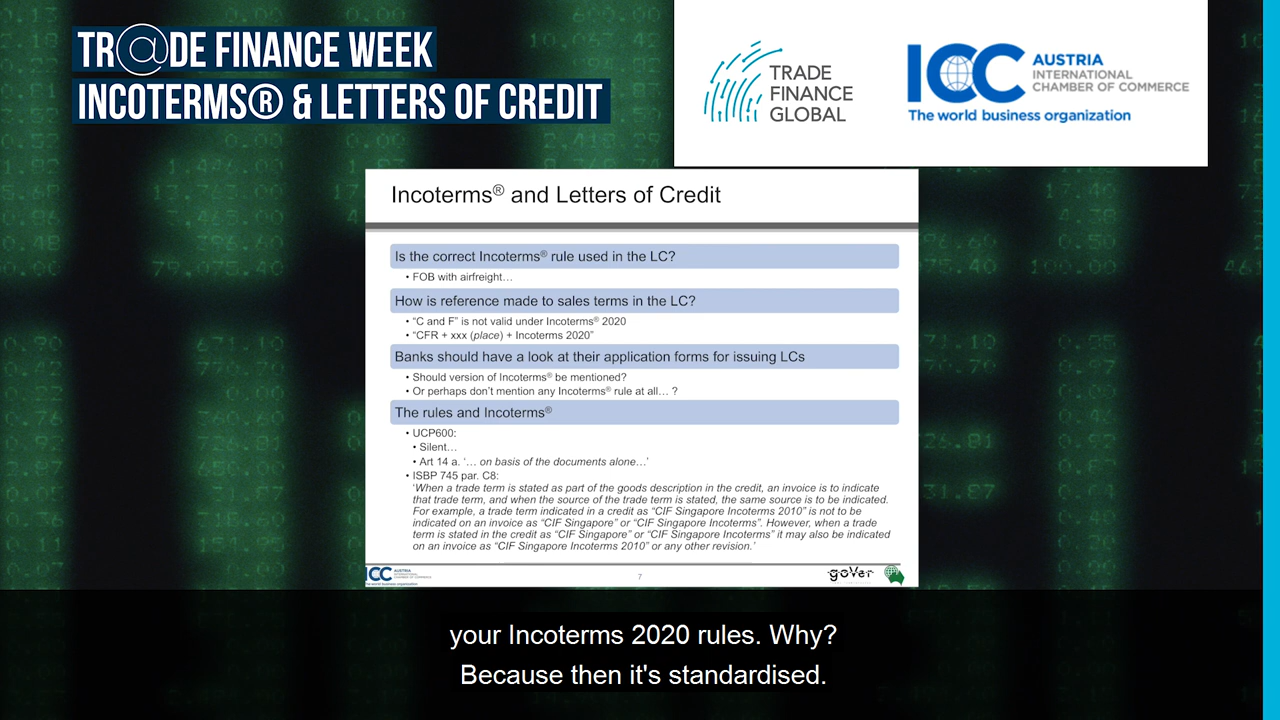 TR@DE FINANCE WEEK
INCOTERMS® & LETTERS OF CREDIT
TRADE
FINANCE
GLOBAL
ICC AUSTRIA
INTERNATIONAL
CHAMBER OF COMMERCE
The world business organization
Incoterms® and Letters of Credit
Is the correct Incoterms® rule used in the LC?
• FOB with airfreight…
How is reference made to sales terms in the LC?
• “C and F” is not valid under Incoterms® 2020
• “CFR + xxx (place) + Incoterms 2020”
Banks should have a look at their application forms for issuing LCs
• Should version of Incoterms® be mentioned?
• Or perhaps don’t mention any Incoterms® rule at all… ?
The rules and Incoterms®
• UCP600:
• Silent…
• Art 14 a. ‘… on basis of the documents alone…’
• ISBP 745 par. C8:
‘When a trade term is stated as part of the goods description in the credit, an invoice is to indicate
that trade term, and when the source of the trade term is stated, the same source is to be indicated.
For example, a trade term indicated in a credit as “CIF Singapore Incoterms 2010” is not to be
indicated on an invoice as “CIF Singapore” or “CIF Singapore Incoterms”. However, when a trade
term is stated in the credit as “CIF Singapore” or “CIF Singapore Incoterms” it may also be indicated
on an invoice as “CIF Singapore Incoterms 2010” or any other revision.’
ICC AUSTRIA
INTERNATIONAL
CHAMBER OF COMMERCE
The world business organization
7
goVer
your Incoterms 2020 rules. Why?
Because then it's standardised.